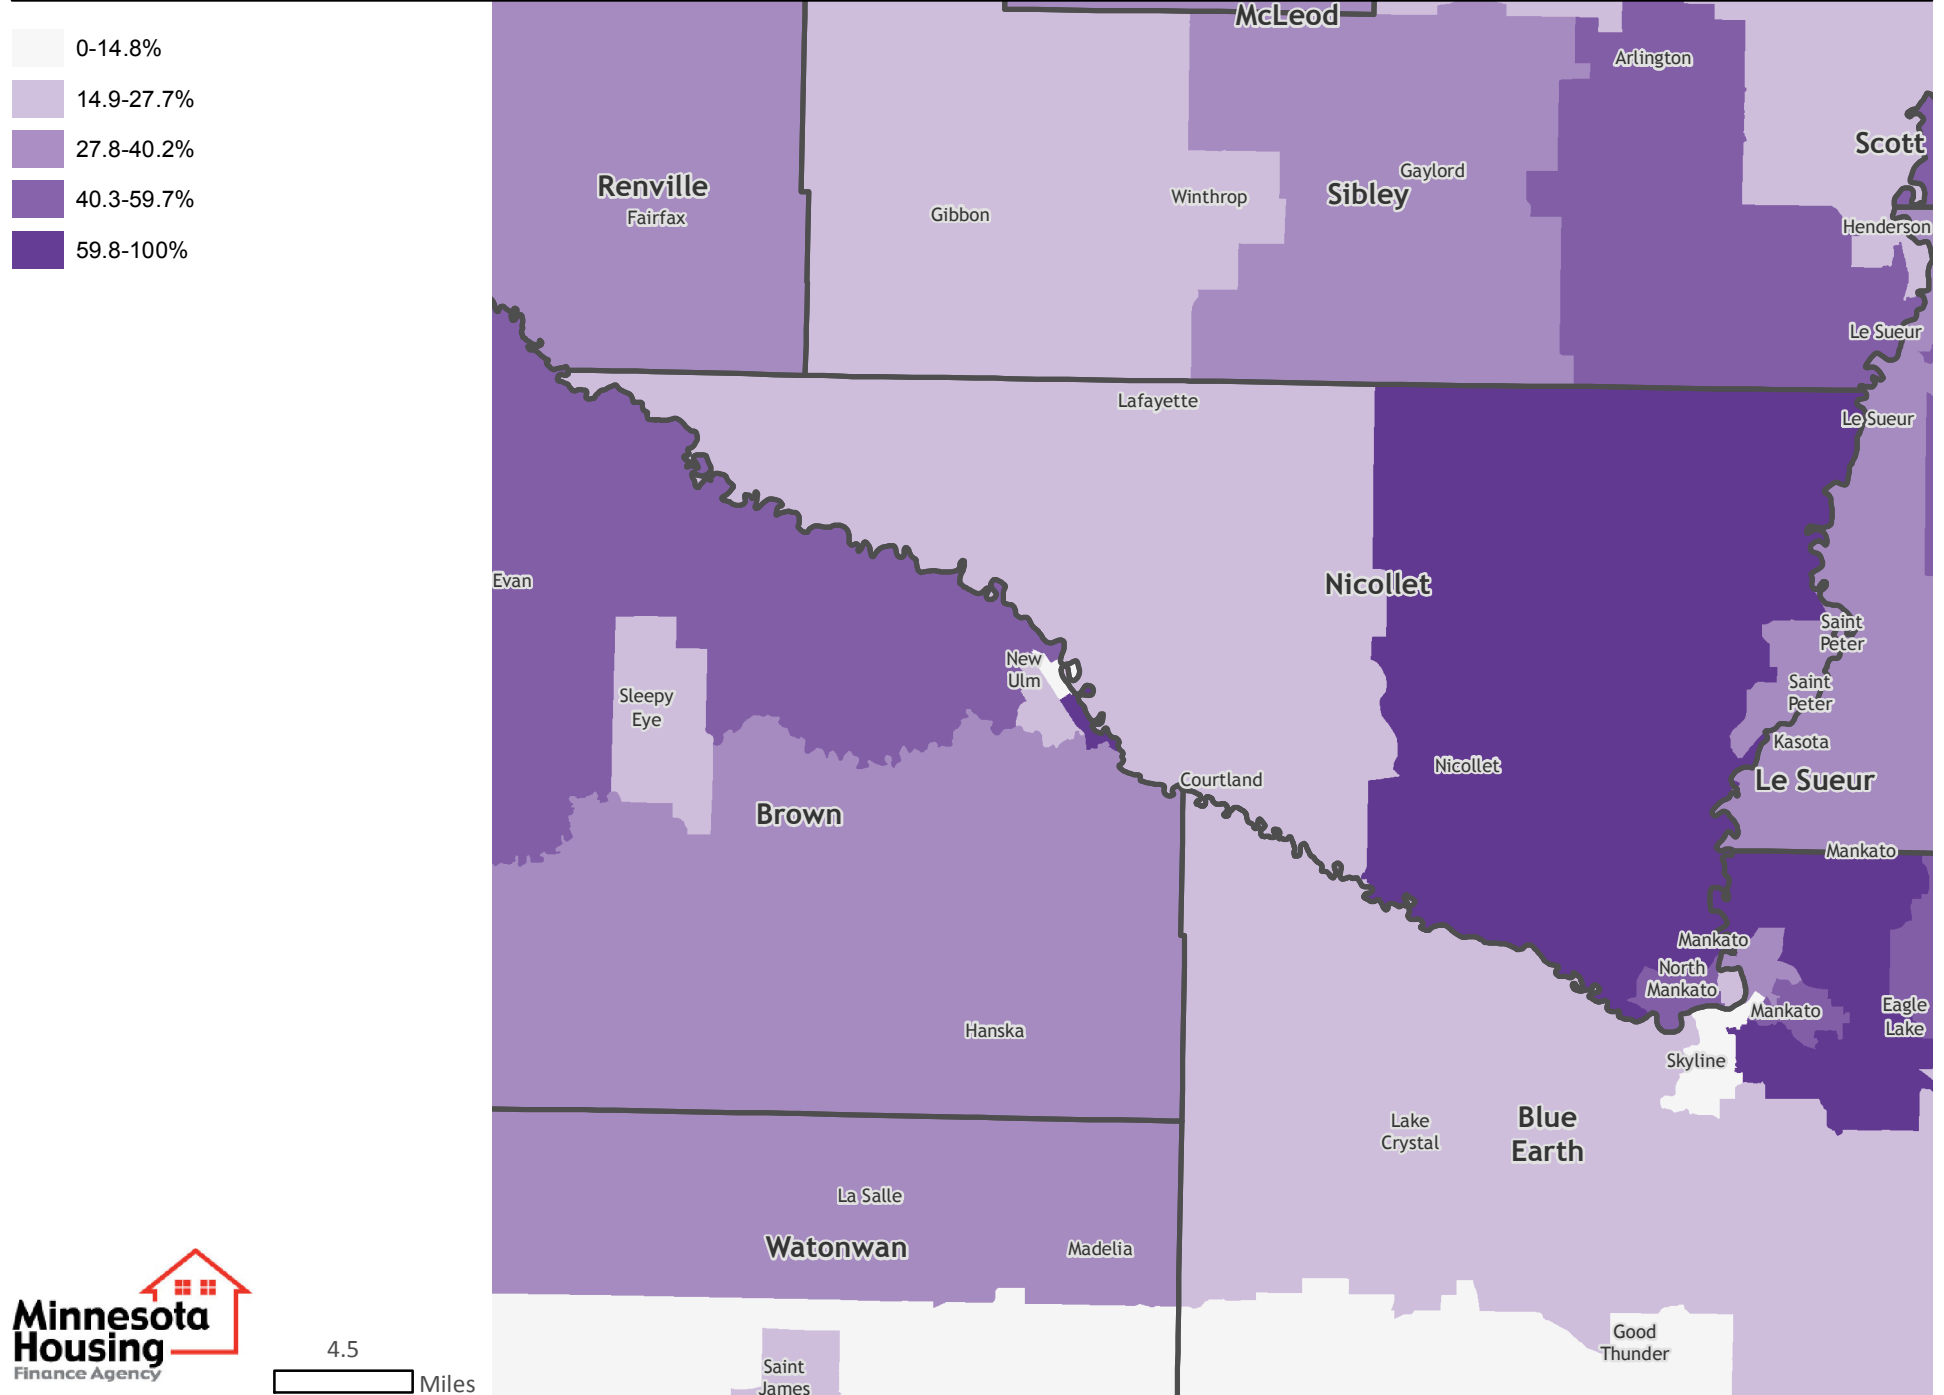 0-14.8%
14.9-27.7%
27.8-40.2%
40.3-59.7%
59.8-100%
McLeod
Arlington
Scott
Gaylord
Renville
Sibley
Winthrop
Fairfax
Gibbon
Henderson
Le Sueur
Lafayette
Le Sueur
Evan
Nicollet
Saint
Peter
New
Ulm
Saint
Peter
Sleepy
Eye
Kasota
Nicollet
Courtland
Le Sueur
Brown
Mankato
Mankato
North
Mankato
Mankato
Eagle
Lake
Hanska
Skyline
Lake
Crystal
Blue
Earth
La Salle
Watonwan
Madelia
Good
Thunder
Saint
James
Minnesota
Housing
Finance Agency
4.5
Miles